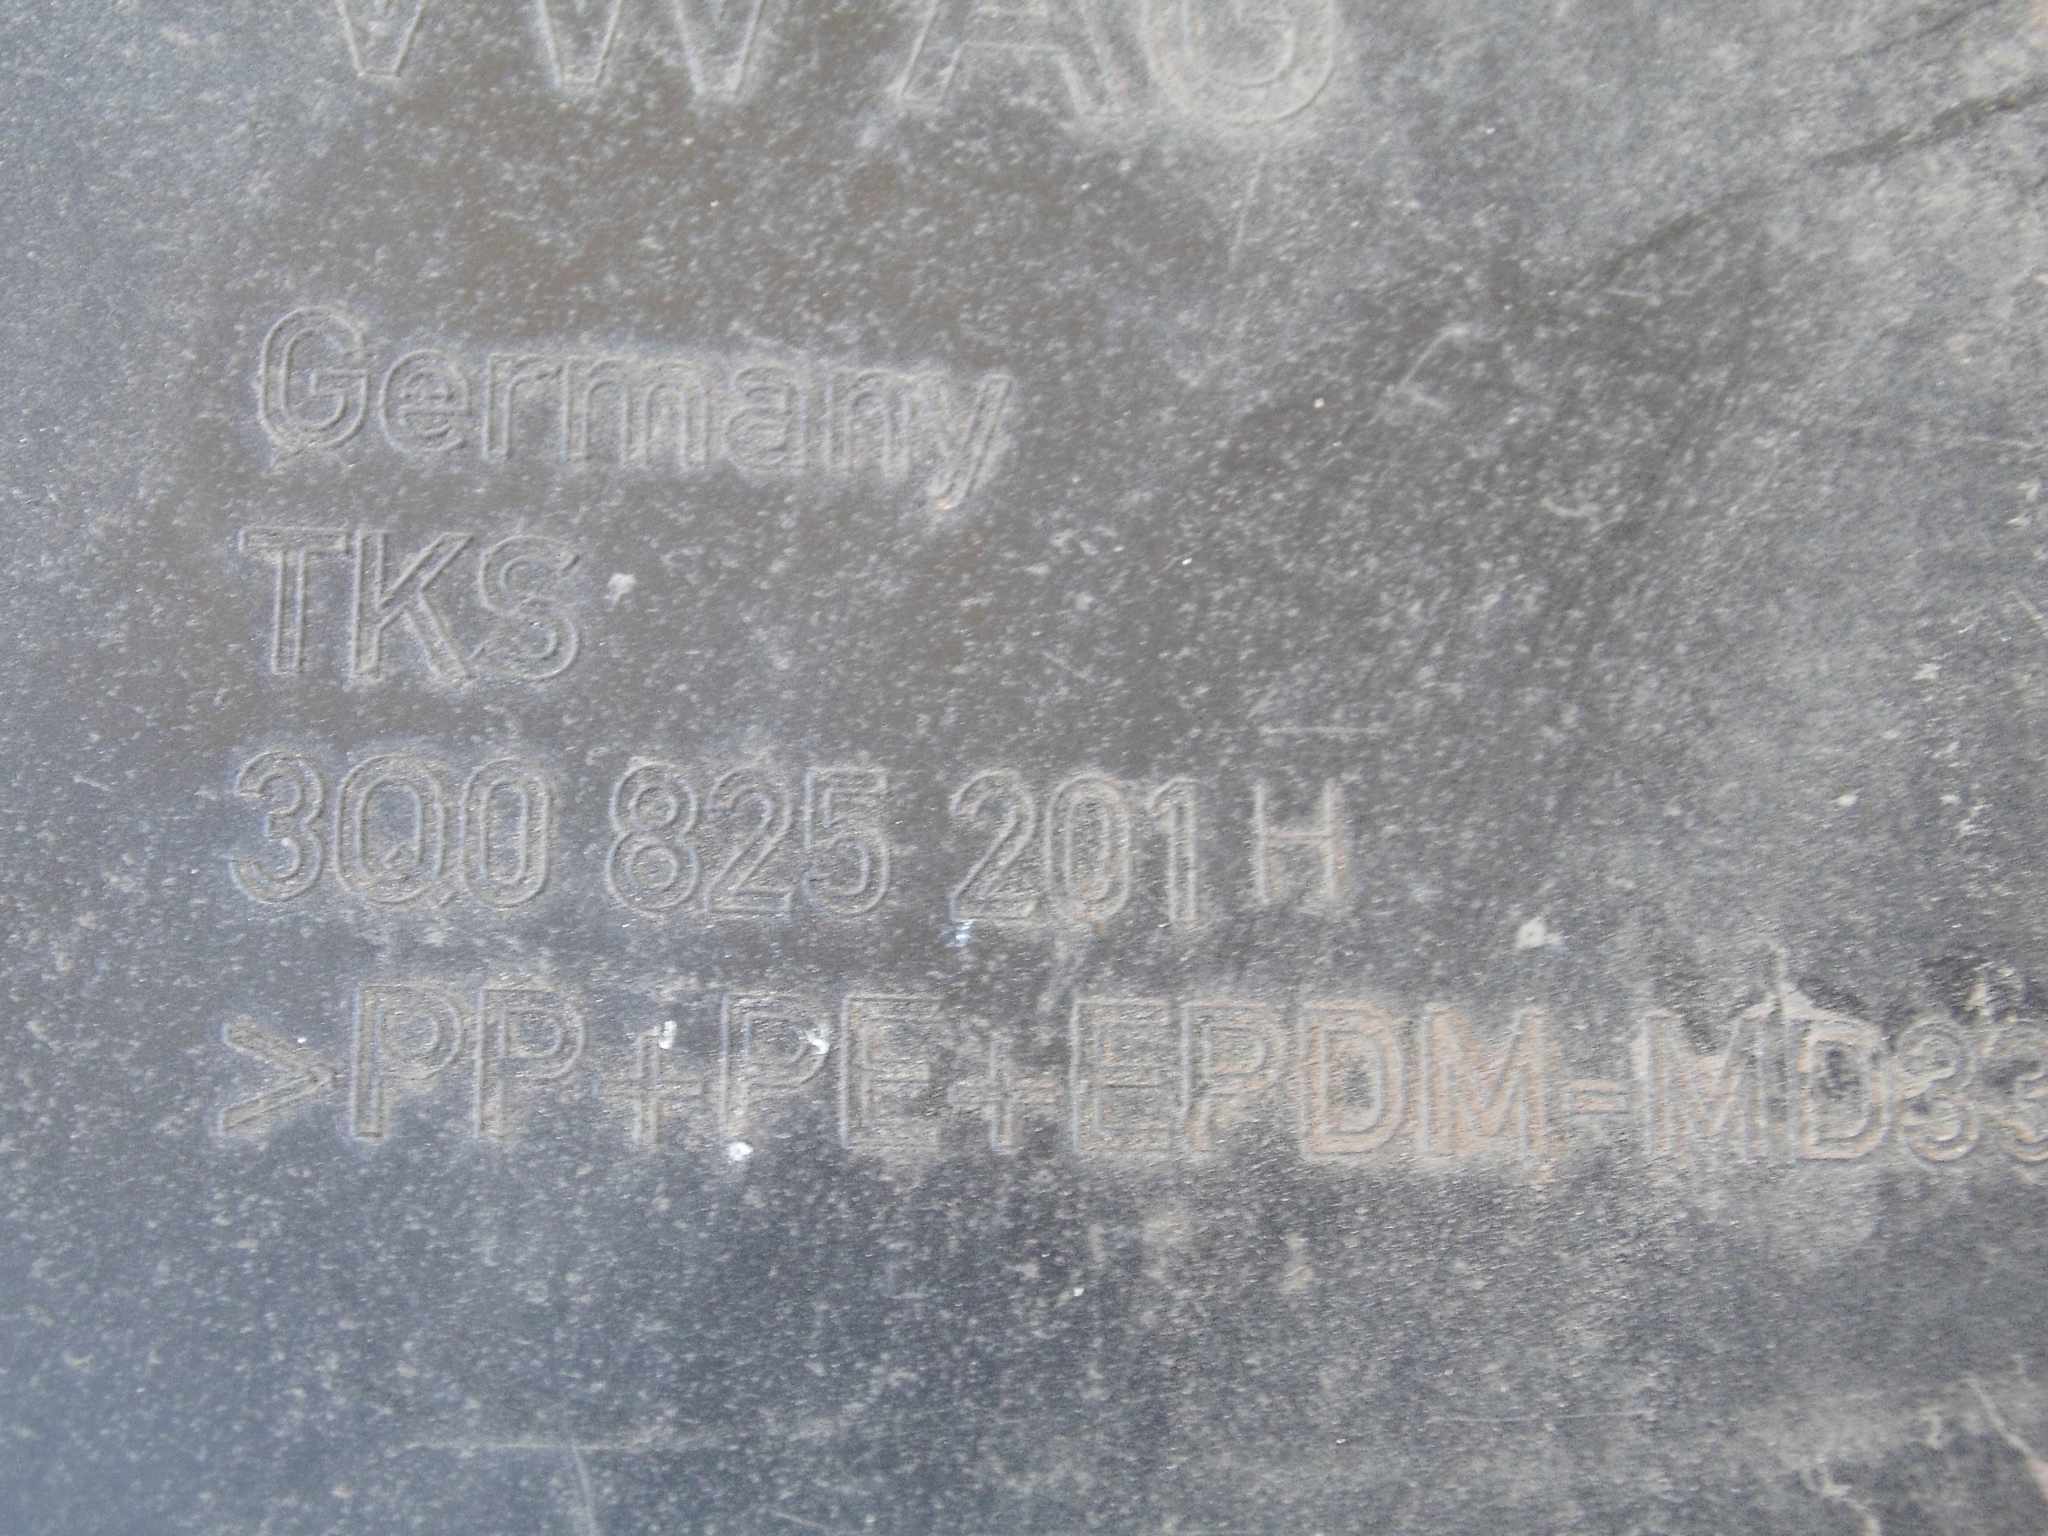 VW AG
Germany
TKS
3Q0 825 201 H
>PP+PE+EPDM-MD33